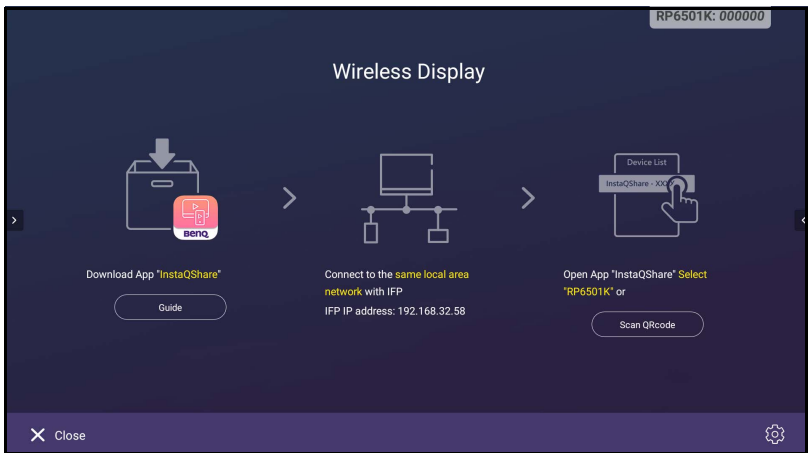 RP6501K: 000000
Wireless Display
BenQ
Device List
InstaQShare - XXX
Download App "InstaQShare"
Guide
Connect to the same local area
network with IFP
IFP IP address: 192.168.32.58
Open App "InstaQShare" Select
"RP6501K" or
Scan QRcode
Close